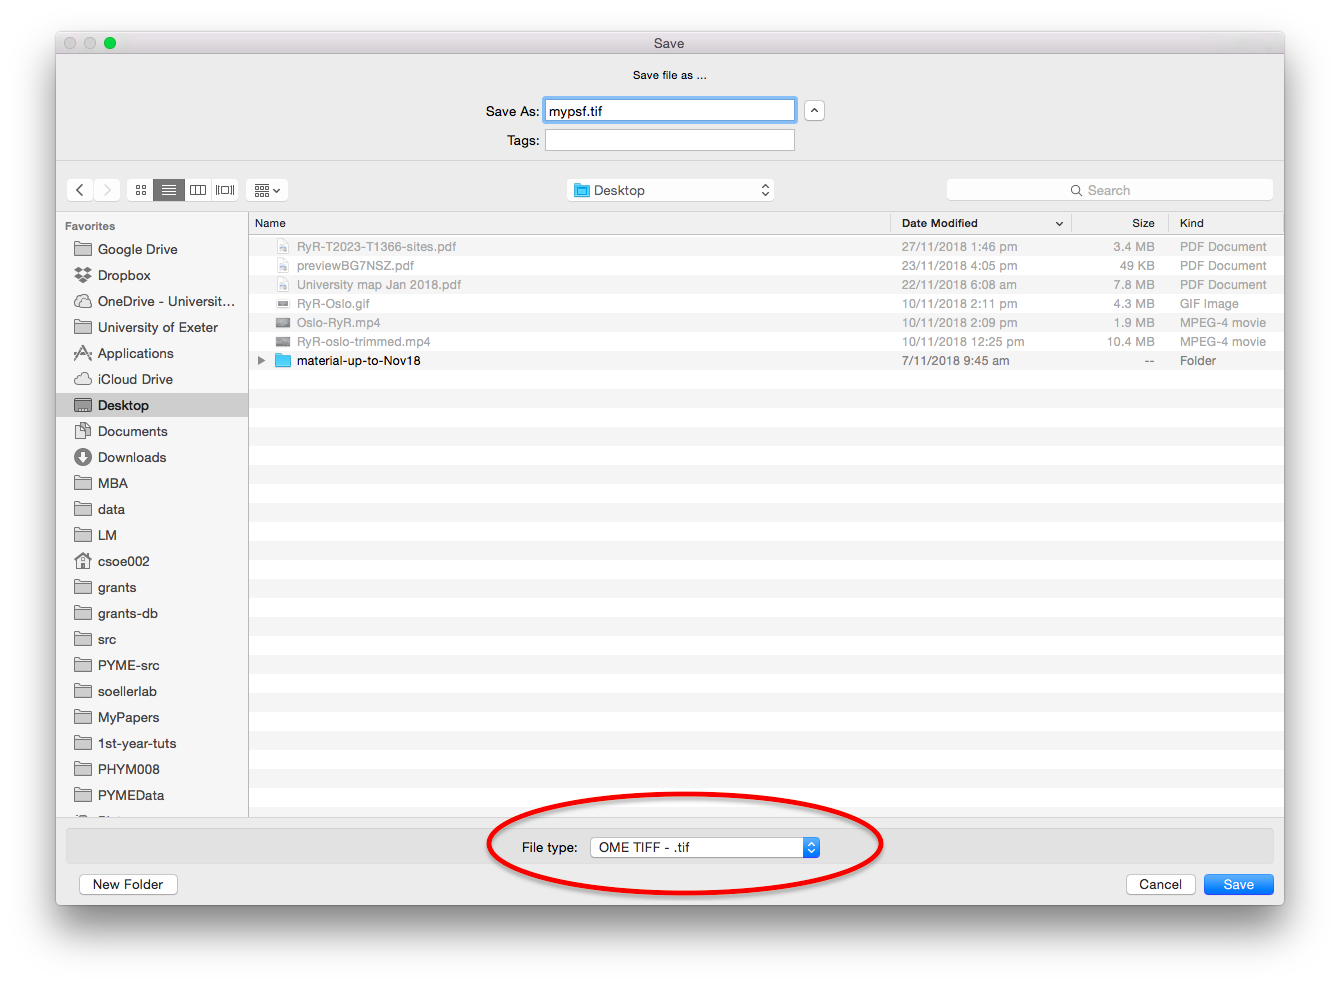 Save
Save file as ...
Save As: mypsf.tif
Tags:
Desktop
Search
Favorites
Google Drive
Dropbox
OneDrive - Universit...
University of Exeter
Applications
iCloud Drive
Desktop
Documents
Downloads
MBA
data
LM
csoe002
grants
grants-db
src
PYME-src
soellerlab
MyPapers
1st-year-tuts
PHYM008
PYMEData
Name Date Modified Size Kind
RyR-T2023-T1366-sites.pdf 27/11/2018 1:46 pm 3.4 MB PDF Document
previewBG7NSZ.pdf 23/11/2018 4:05 pm 49 KB PDF Document
University map Jan 2018.pdf 22/11/2018 6:08 am 7.8 MB PDF Document
RyR-Oslo.gif 10/11/2018 2:11 pm 4.3 MB GIF Image
Oslo-RyR.mp4 10/11/2018 2:09 pm 1.9 MB MPEG-4 movie
RyR-oslo-trimmed.mp4 10/11/2018 12:25 pm 10.4 MB MPEG-4 movie
material-up-to-Nov18 7/11/2018 9:45 am -- Folder
File type: OME TIFF - .tif
New Folder
Cancel
Save